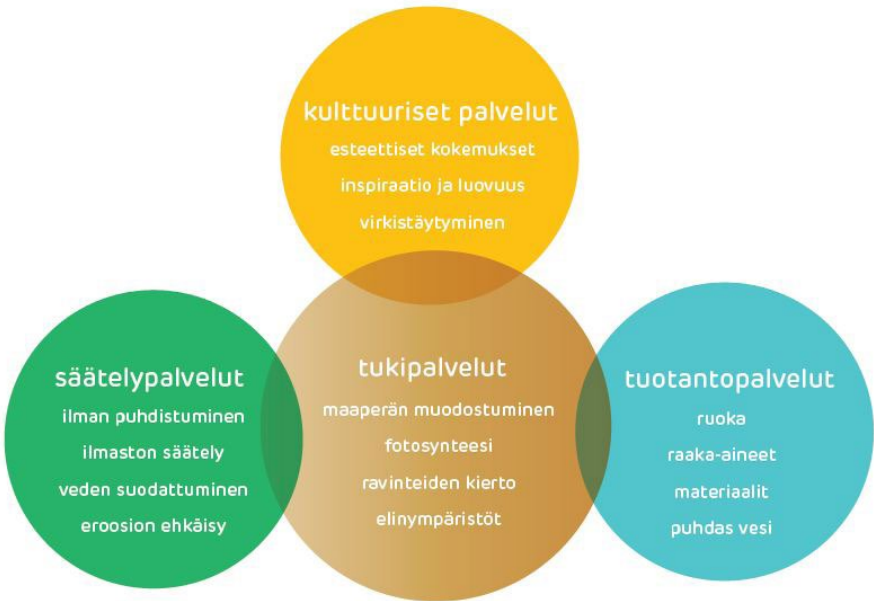 kulttuuriset palvelut
esteettiset kokemukset
inspiraatio ja luovuus
virkistäytyminen
säätelypalvelut
ilman puhdistuminen
ilmaston säätely
veden suodattuminen
eroosion ehkäisy
tukipalvelut
maaperän muodostuminen
fotosynteesi
ravinteiden kierto
elinympäristöt
tuotantopalvelut
ruoka
raaka-aineet
materiaalit
puhdas vesi